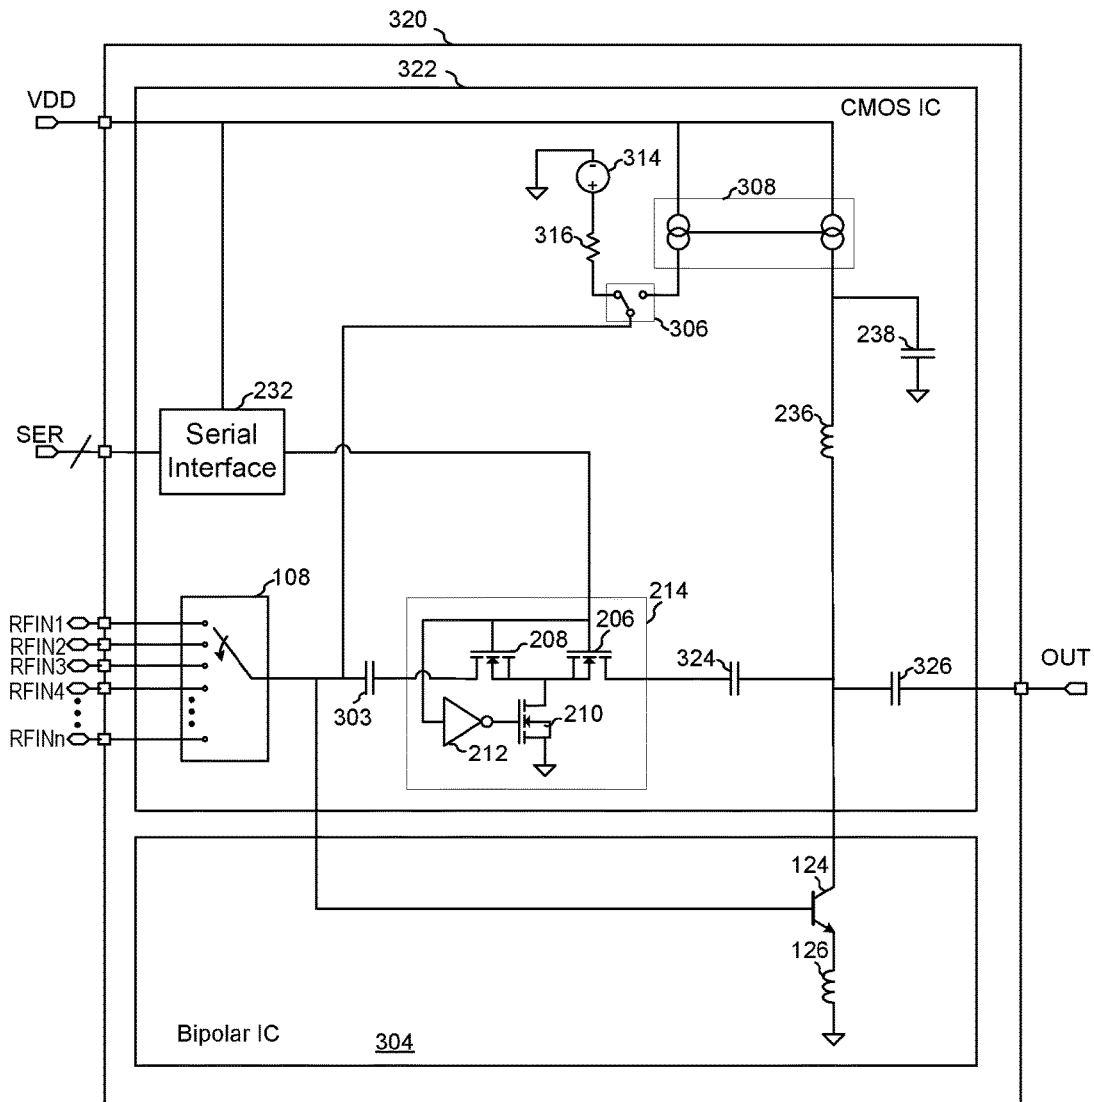 320
322
VDD
CMOS IC
314
308
316
306
238
232
236
SER
Serial
Interface
108
214
RFIN1
206
RFIN2
208
324
326
OUT
RFIN3
RFIN4
303
210
RFINn
212
124
126
Bipolar IC
304
-
+